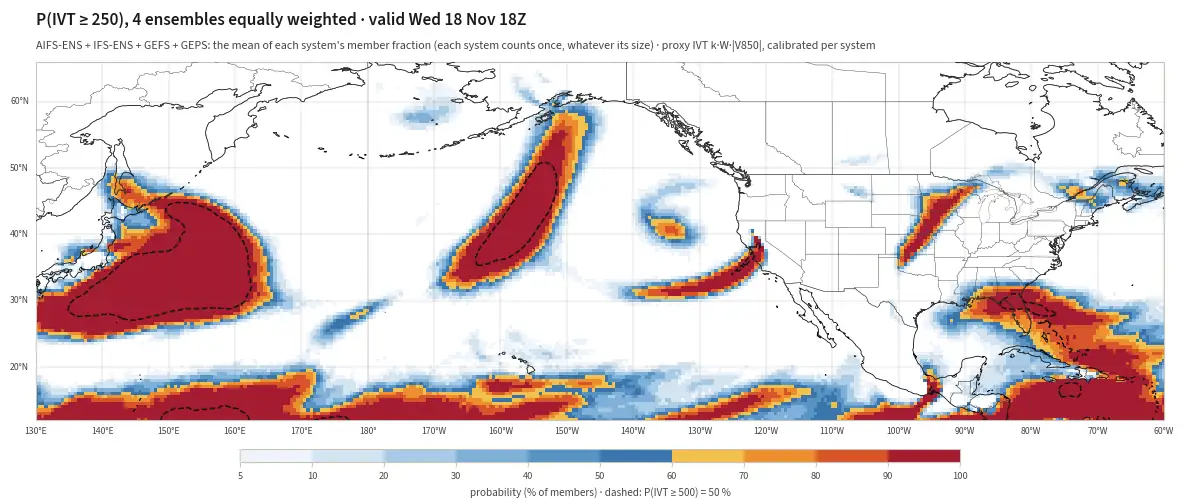 P(IVT ≥ 250), 4 ensembles equally weighted · valid Wed 18 Nov 18Z
AIFS-ENS + IFS-ENS + GEFS + GEPS: the mean of each system's member fraction (each system counts once, whatever its size) · proxy IVT k·W·|V850|, calibrated per system
60°N
50°N
40°N
30°N
20°N
130°E 140°E 150°E 160°E 170°E 180° 170°W 160°W 150°W 140°W 130°W 120°W 110°W 100°W 90°W 80°W 70°W 60°W
5 10 20 30 40 50 60 70 80 90 100
probability (% of members) · dashed: P(IVT ≥ 500) = 50 %